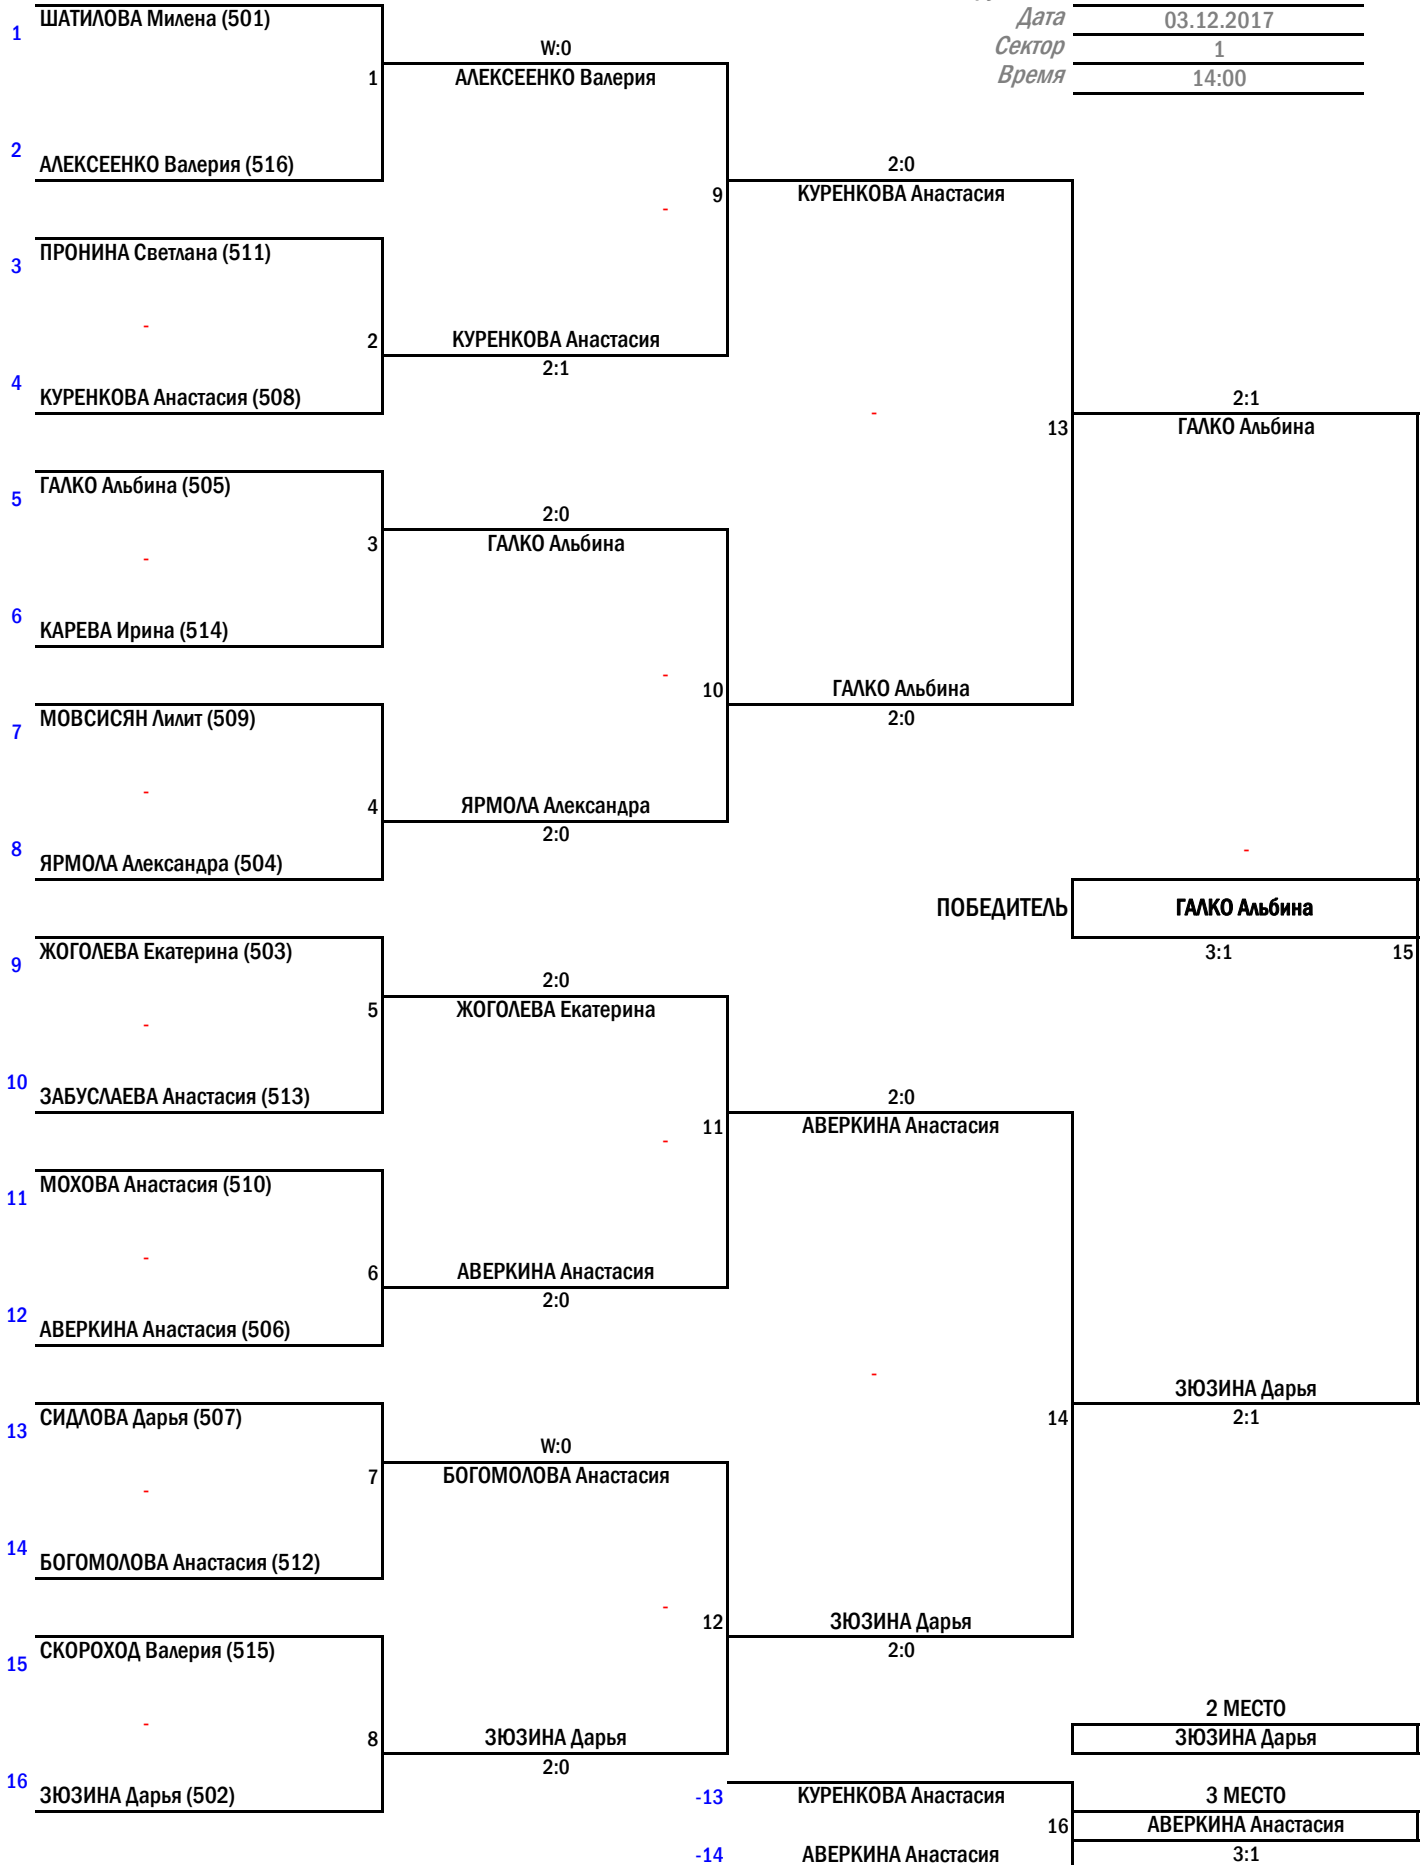 Дата 03.12.2017
Сектор 1
Время 14:00
1 ШАТИЛОВА Милена (501)
W:0
1 АЛЕКСЕЕНКО Валерия
2 АЛЕКСЕЕНКО Валерия (516)
2:0
9 КУРЕНКОВА Анастасия
-
3 ПРОНИНА Светлана (511)
-
2 КУРЕНКОВА Анастасия
2:1
4 КУРЕНКОВА Анастасия (508)
-
2:1
13 ГАЛКО Альбина
5 ГАЛКО Альбина (505)
2:0
3 ГАЛКО Альбина
-
6 КАРЕВА Ирина (514)
-
10 ГАЛКО Альбина
2:0
7 МОВСИСЯН Лилит (509)
-
4 ЯРМОЛА Александра
2:0
8 ЯРМОЛА Александра (504)
-
ПОБЕДИТЕЛЬ ГАЛКО Альбина
3:1 15
9 ЖОГОЛЕВА Екатерина (503)
2:0
5 ЖОГОЛЕВА Екатерина
-
10 ЗАБУСЛАЕВА Анастасия (513)
2:0
11 АВЕРКИНА Анастасия
-
11 МОХОВА Анастасия (510)
-
6 АВЕРКИНА Анастасия
2:0
12 АВЕРКИНА Анастасия (506)
-
ЗЮЗИНА Дарья
14 2:1
13 СИДЛОВА Дарья (507)
W:0
7 БОГОМОЛОВА Анастасия
-
14 БОГОМОЛОВА Анастасия (512)
-
12 ЗЮЗИНА Дарья
2:0
15 СКОРОХОД Валерия (515)
-
8 ЗЮЗИНА Дарья
2:0
16 ЗЮЗИНА Дарья (502)
2 МЕСТО
ЗЮЗИНА Дарья
-13 КУРЕНКОВА Анастасия
3 МЕСТО
16 АВЕРКИНА Анастасия
-14 АВЕРКИНА Анастасия
3:1